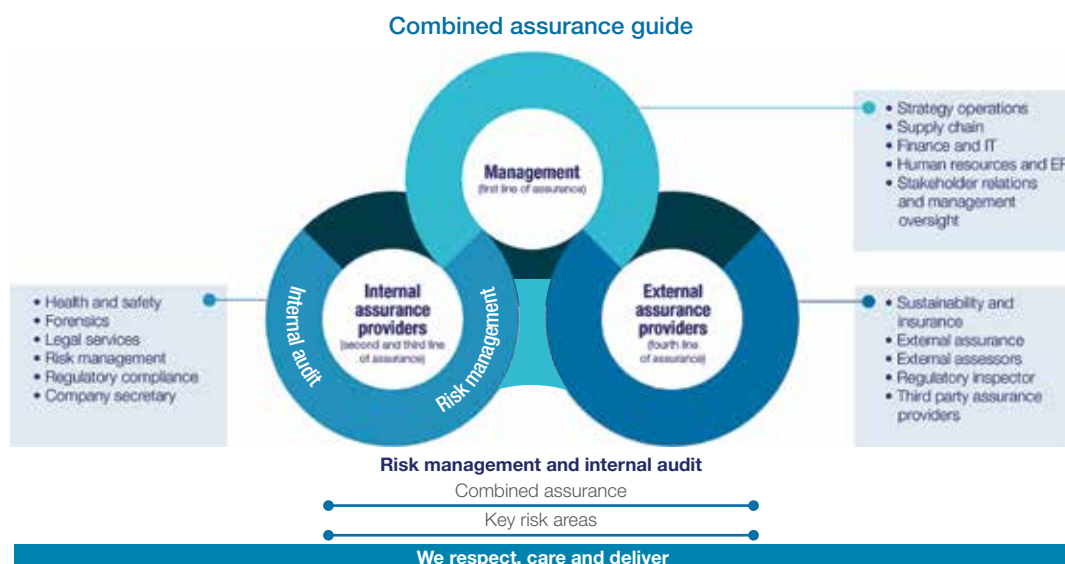 Combined assurance guide
Management
(first line of assurance)
• Strategy operations
• Supply chain
• Finance and IT
• Human resources and
• Stakeholder relations
and management
oversight
Internal
assurance
providers
(second and third line
of assurance)
Internal audit
Risk management
External
assurance
providers
(fourth line
of assurance)
• Health and safety
• Forensics
• Legal services
• Risk management
• Regulatory compliance
• Company secretary
• Sustainability and
insurance
• External assurance
• External assessors
• Regulatory inspector
• Third party assurance
providers
Risk management and internal audit
Combined assurance
Key risk areas
We respect, care and deliver